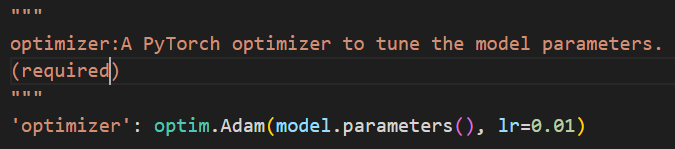 """
optimizer:A PyTorch optimizer to tune the model parameters.
(required)
"""
'optimizer': optim.Adam(model.parameters(), lr=0.01)